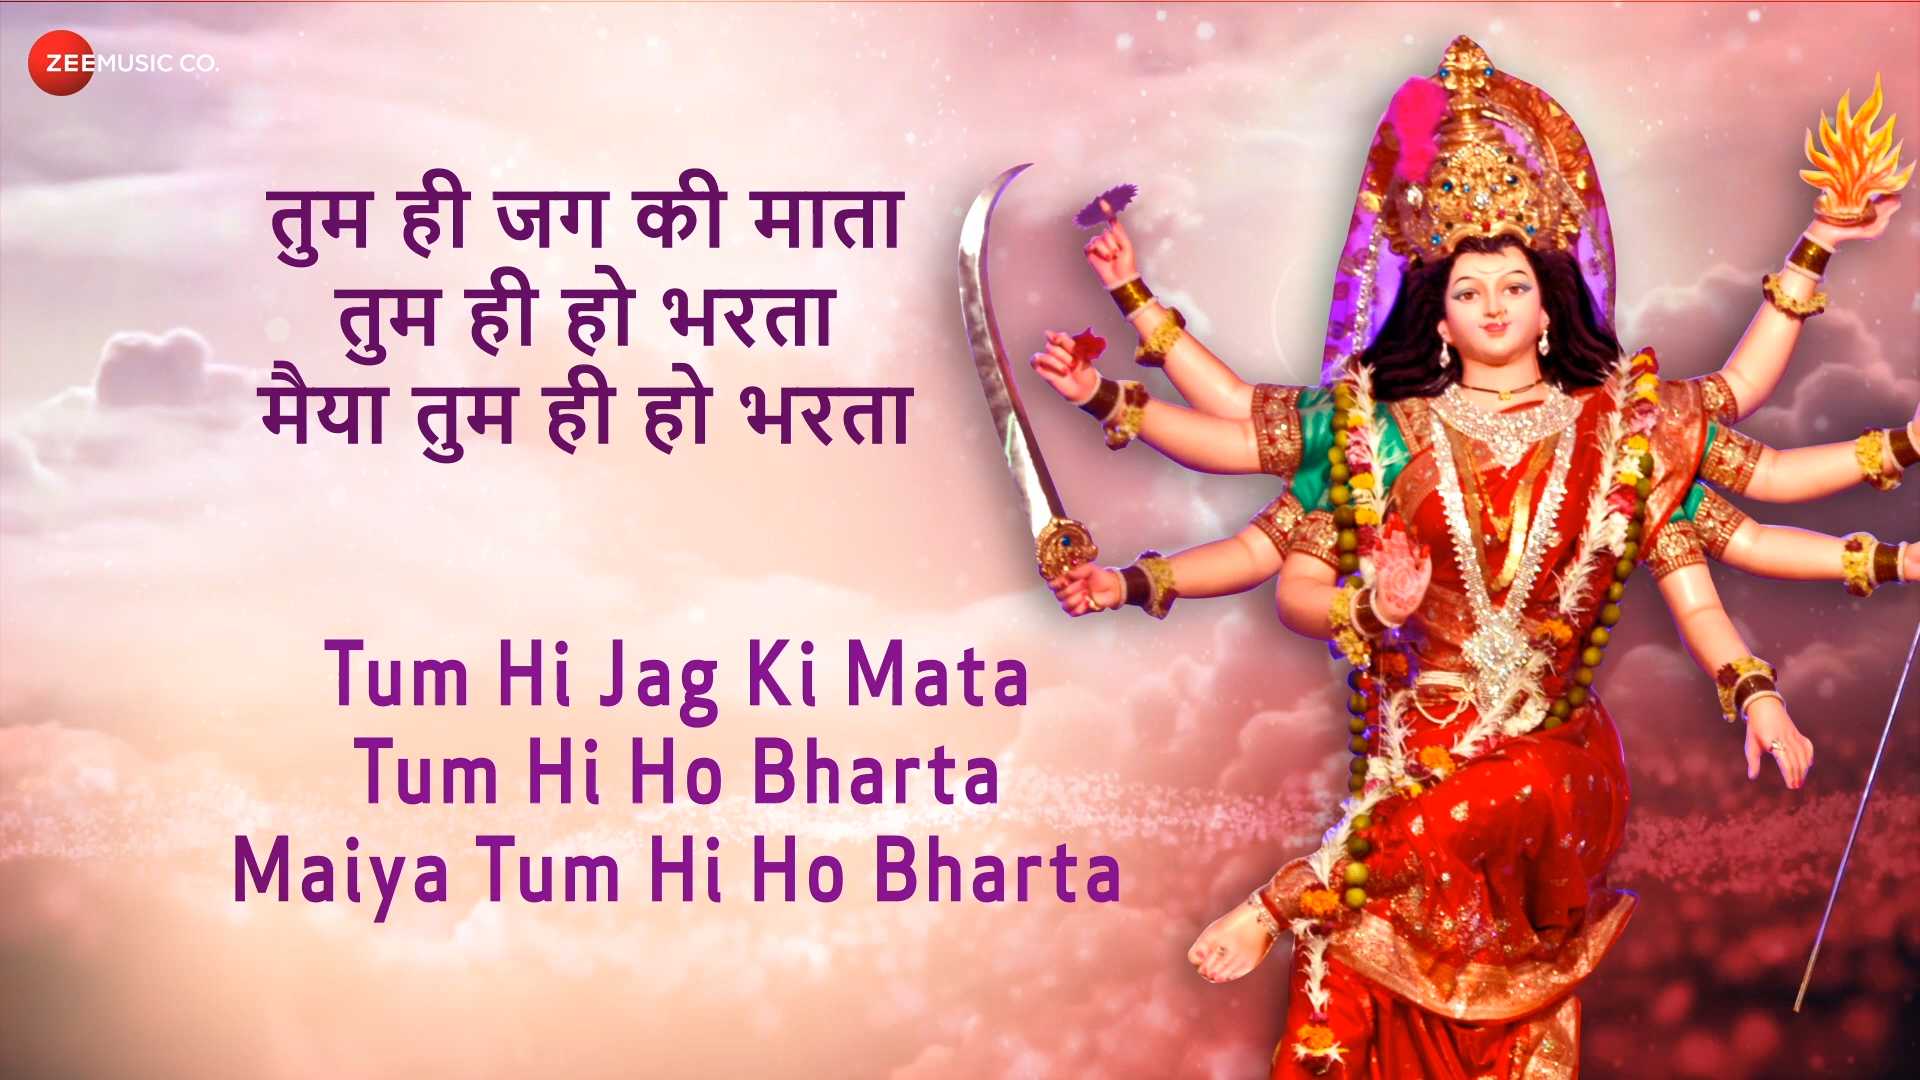 ZEEMUSIC CO.
तुम ही जग की माता
तुम ही हो भरता
मैया तुम ही हो भरता
Tum Hi Jag Ki Mata
Tum Hi Ho Bharta
Maiya Tum Hi Ho Bharta